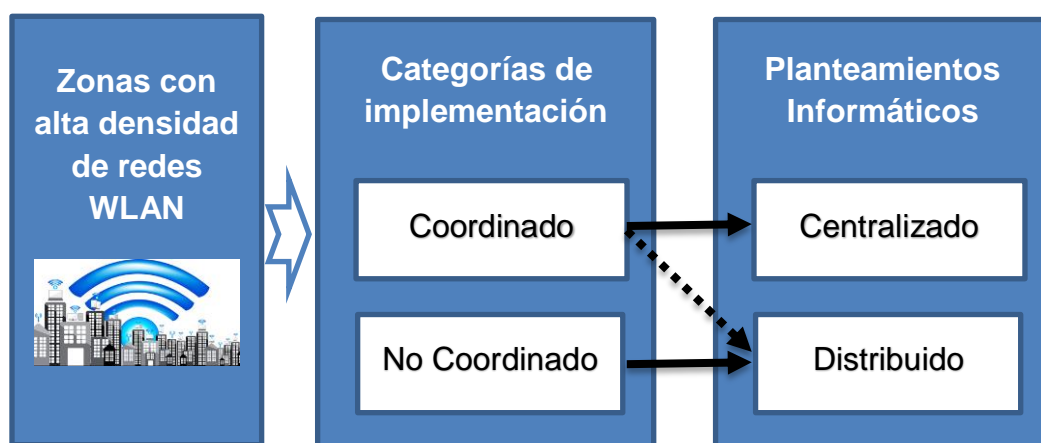 Zonas con
alta densidad
de redes
WLAN
Categorías de
implementación
Coordinado
No Coordinado
Planteamientos
Informáticos
Centralizado
Distribuido